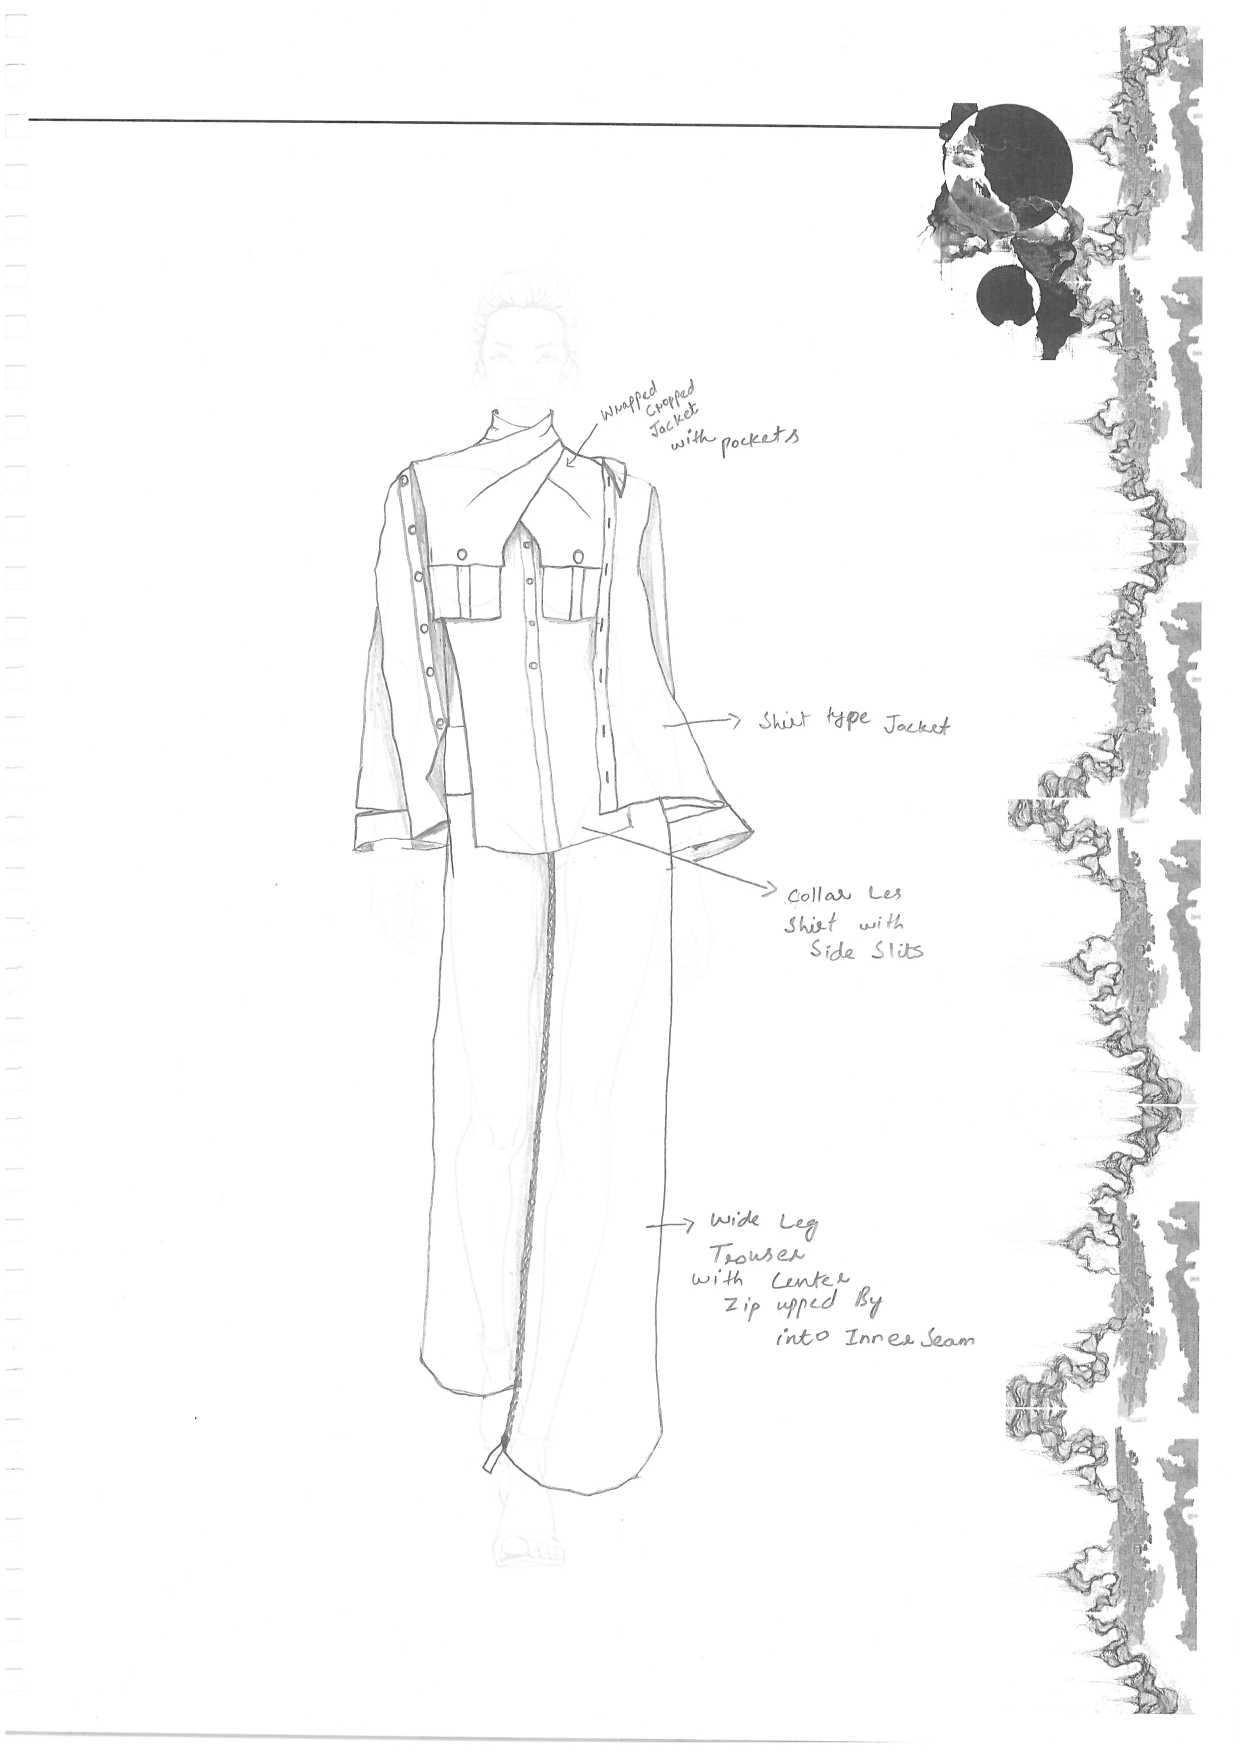 Wrapped
Cropped
Jacket
with pockets
Shirt type Jacket
Collar Les
Shirt with
Side Slits
Wide Leg
Trouser
with Center
Zip upped By
into Inner Seam